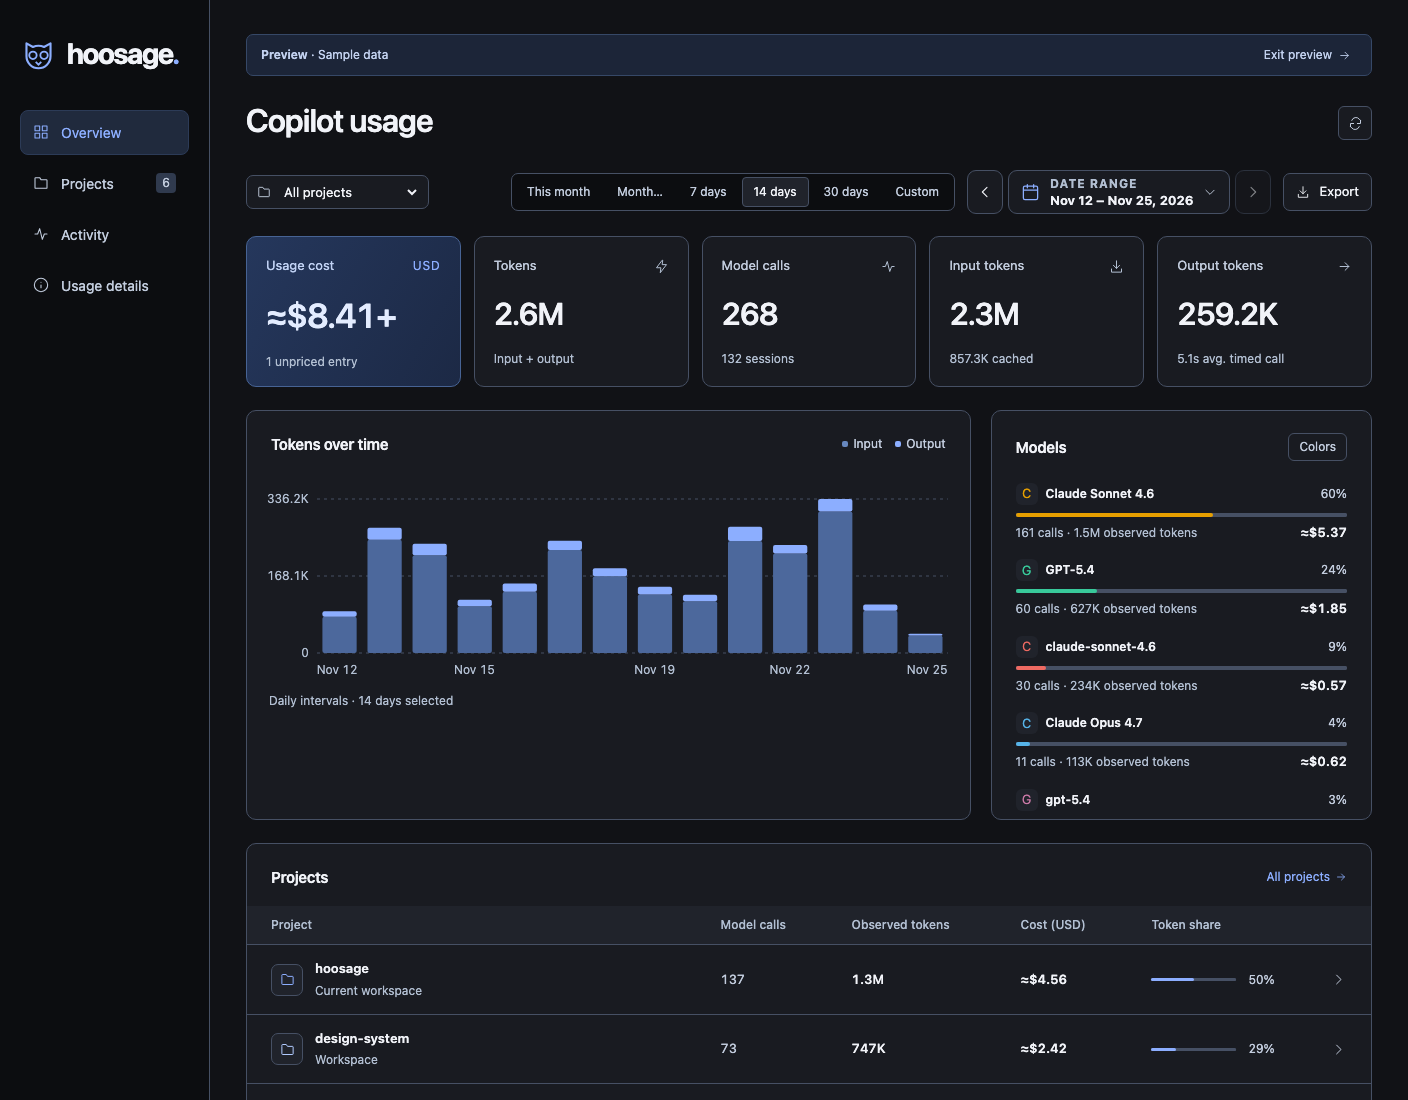 hoosage.
Overview
Projects 6
Activity
Usage details
Preview · Sample data
Exit preview →
Copilot usage
All projects
This month Month... 7 days 14 days 30 days Custom
DATE RANGE
Nov 12 – Nov 25, 2026
Export
Usage cost USD
≈$8.41+
1 unpriced entry
Tokens
2.6M
Input + output
Model calls
268
132 sessions
Input tokens
2.3M
857.3K cached
Output tokens →
259.2K
5.1s avg. timed call
Tokens over time
Input Output
336.2K
168.1K
0
Nov 12 Nov 15 Nov 19 Nov 22 Nov 25
Daily intervals · 14 days selected
Models Colors
C Claude Sonnet 4.6 60%
161 calls · 1.5M observed tokens ≈$5.37
G GPT-5.4 24%
60 calls · 627K observed tokens ≈$1.85
C claude-sonnet-4.6 9%
30 calls · 234K observed tokens ≈$0.57
C Claude Opus 4.7 4%
11 calls · 113K observed tokens ≈$0.62
G gpt-5.4 3%
Projects
All projects →
Project Model calls Observed tokens Cost (USD) Token share
hoosage
Current workspace
137 1.3M ≈$4.56 50%
design-system
Workspace
73 747K ≈$2.42 29%